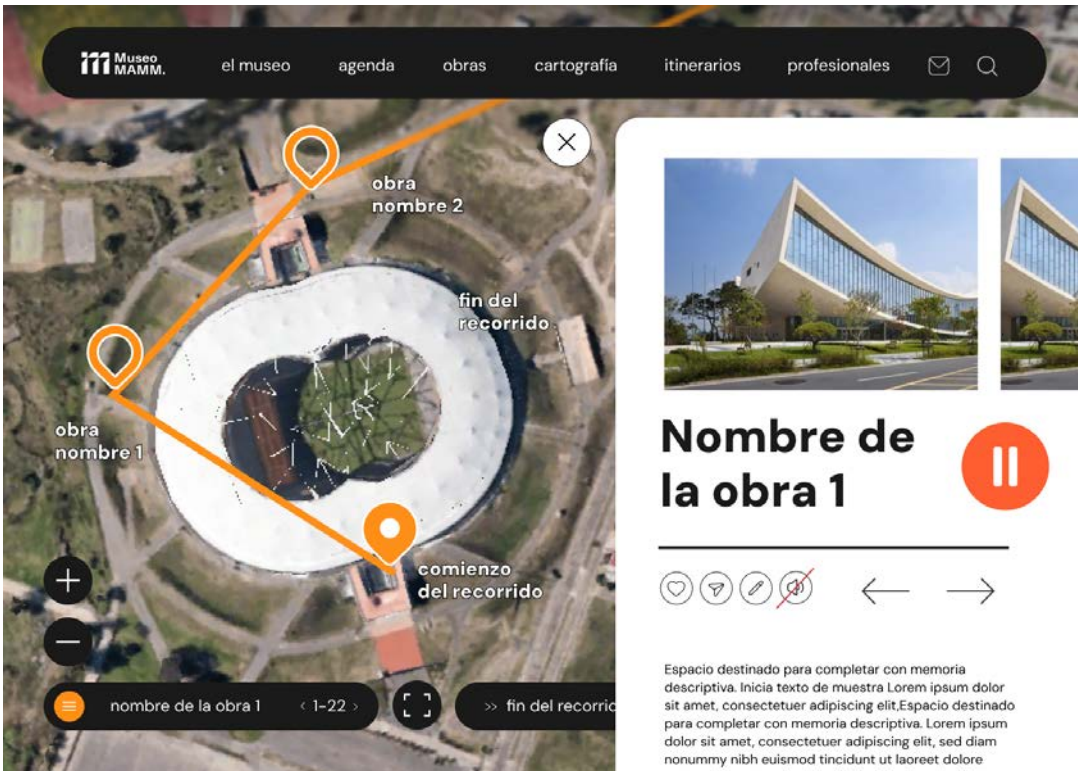 Museo
MAMM.
el museo
agenda
obras
cartografía
itinerarios
profesionales
obra
nombre 2
fin del
recorrido
obra
nombre 1
comienzo
del recorrido
nombre de la obra 1
‹ 1-22 ›
>> fin del recorric
Nombre de
la obra 1
Espacio destinado para completar con memoria
descriptiva. Inicia texto de muestra Lorem ipsum dolor
sit amet, consectetuer adipiscing elit,Espacio destinado
para completar con memoria descriptiva. Lorem ipsum
dolor sit amet, consectetuer adipiscing elit, sed diam
nonummy nibh euismod tincidunt ut laoreet dolore